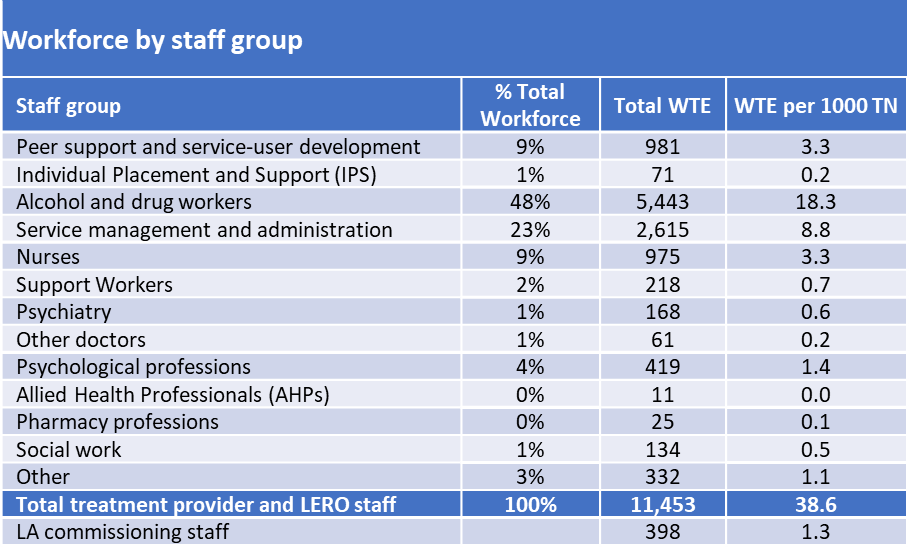 Workforce by staff group
Staff group % Total Workforce Total WTE WTE per 1000 TN
Peer support and service-user development 9% 981 3.3
Individual Placement and Support (IPS) 1% 71 0.2
Alcohol and drug workers 48% 5,443 18.3
Service management and administration 23% 2,615 8.8
Nurses 9% 975 3.3
Support Workers 2% 218 0.7
Psychiatry 1% 168 0.6
Other doctors 1% 61 0.2
Psychological professions 4% 419 1.4
Allied Health Professionals (AHPs) 0% 11 0.0
Pharmacy professions 0% 25 0.1
Social work 1% 134 0.5
Other 3% 332 1.1
Total treatment provider and LERO staff 100% 11,453 38.6
LA commissioning staff 398 1.3